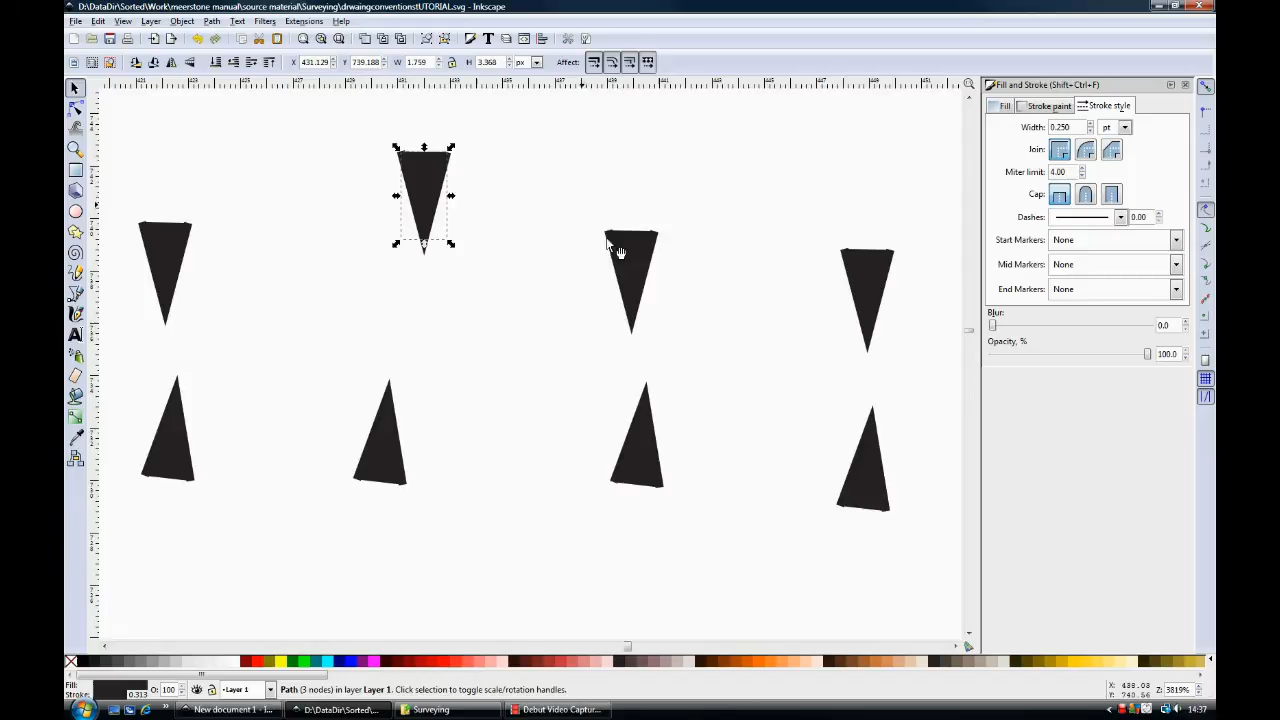 D:\DataDir\Sorted\Work\meerstone manual\source material\Surveying\drwaingconventionstUTORIAL.svg - Inkscape
File Edit View Layer Object Path Text Filters Extensions Help
X 431.129 Y 739.188 W 1.759 H 3.368 px Affect:
Fill and Stroke (Shift+Ctrl+F)
Fill Stroke paint Stroke style
Width: 0.250 pt
Join:
Miter limit: 4.00
Cap:
Dashes: 0.00
Start Markers: None
Mid Markers: None
End Markers: None
Blur:
0.0
Opacity, %
100.0
Fill:
Stroke: 0.313 O: 100 Layer 1 Path (3 nodes) in layer Layer 1. Click selection to toggle scale/rotation handles.
X: 438.03
Y: 740.56
Z: 3819%
New document 1 - I... D:\DataDir\Sorted\... Surveying Debut Video Captur... 14:37